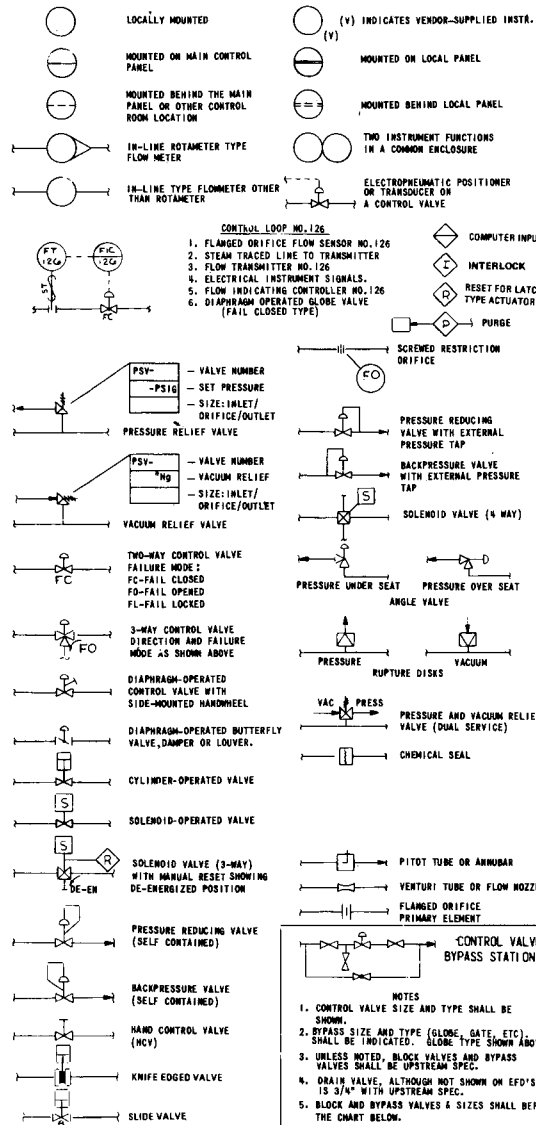 LOCALLY MOUNTED
MOUNTED ON MAIN CONTROL
PANEL
MOUNTED BEHIND THE MAIN
PANEL OR OTHER CONTROL
ROOM LOCATION
IN-LINE ROTAMETER TYPE
FLOW METER
IN-LINE TYPE FLOWMETER OTHER
THAN ROTAMETER
(V) INDICATES VENDOR-SUPPLIED INSTR.
(V)
MOUNTED ON LOCAL PANEL
MOUNTED BEHIND LOCAL PANEL
TWO INSTRUMENT FUNCTIONS
IN A COMMON ENCLOSURE
ELECTROPNEUMATIC POSITIONER
OR TRANSDUCER ON
A CONTROL VALVE
FT
126
FIC
126
ST
FC
CONTROL LOOP NO.126
1. FLANGED ORIFICE FLOW SENSOR NO.126
2. STEAM TRACED LINE TO TRANSMITTER
3. FLOW TRANSMITTER NO.126
4. ELECTRICAL INSTRUMENT SIGNALS.
5. FLOW INDICATING CONTROLLER NO.126
6. DIAPHRAGM OPERATED GLOBE VALVE
(FAIL CLOSED TYPE)
COMPUTER INPU
I
INTERLOCK
R
RESET FOR LATC
TYPE ACTUATOR
P
PURGE
SCREWED RESTRICTION
ORIFICE
FO
PSV-
-PSIG
— VALVE NUMBER
— SET PRESSURE
— SIZE:INLET/
ORIFICE/OUTLET
PRESSURE RELIEF VALVE
PSV-
"Hg
— VALVE NUMBER
— VACUUM RELIEF
— SIZE:INLET/
ORIFICE/OUTLET
VACUUM RELIEF VALVE
FC
TWO-WAY CONTROL VALVE
FAILURE MODE:
FC-FAIL CLOSED
FO-FAIL OPENED
FL-FAIL LOCKED
FO
3-WAY CONTROL VALVE
DIRECTION AND FAILURE
MODE AS SHOWN ABOVE
DIAPHRAGM-OPERATED
CONTROL VALVE WITH
SIDE-MOUNTED HANDWHEEL
DIAPHRAGM-OPERATED BUTTERFLY
VALVE,DAMPER OR LOUVER.
CYLINDER-OPERATED VALVE
S
SOLENOID-OPERATED VALVE
S
R
DE-EN
SOLENOID VALVE (3-WAY)
WITH MANUAL RESET SHOWING
DE-ENERGIZED POSITION
PRESSURE REDUCING VALVE
(SELF CONTAINED)
BACKPRESSURE VALVE
(SELF CONTAINED)
HAND CONTROL VALVE
(HCV)
KNIFE EDGED VALVE
SLIDE VALVE
PRESSURE REDUCING
VALVE WITH EXTERNAL
PRESSURE TAP
BACKPRESSURE VALVE
WITH EXTERNAL PRESSURE
TAP
S
SOLENOID VALVE (4 WAY)
PRESSURE UNDER SEAT
PRESSURE OVER SEAT
ANGLE VALVE
PRESSURE
VACUUM
RUPTURE DISKS
VAC
PRESS
PRESSURE AND VACUUM RELIE
VALVE (DUAL SERVICE)
CHEMICAL SEAL
PITOT TUBE OR ANNUBAR
VENTURI TUBE OR FLOW NOZZ
FLANGED ORIFICE
PRIMARY ELEMENT
CONTROL VALV
BYPASS STATION
NOTES
1. CONTROL VALVE SIZE AND TYPE SHALL BE
SHOWN.
2. BYPASS SIZE AND TYPE (GLOBE, GATE, ETC).
SHALL BE INDICATED. GLOBE TYPE SHOWN ABO
3. UNLESS NOTED, BLOCK VALVES AND BYPASS
VALVES SHALL BE UPSTREAM SPEC.
4. DRAIN VALVE, ALTHOUGH NOT SHOWN ON EFD'S
IS 3/4" WITH UPSTREAM SPEC.
5. BLOCK AND BYPASS VALVES & SIZES SHALL BE
THE CHART BELOW.